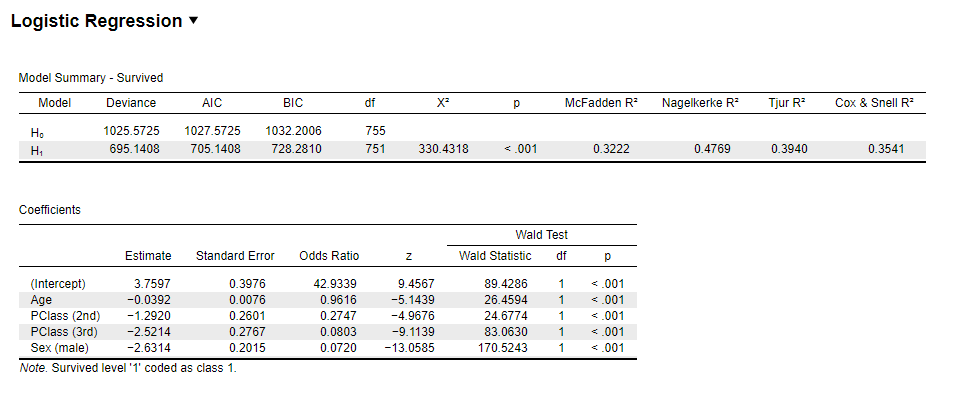 Logistic Regression ▼
Model Summary - Survived
Model Deviance AIC BIC df X² p McFadden R² Nagelkerke R² Tjur R² Cox & Snell R²
H₀ 1025.5725 1027.5725 1032.2006 755
H₁ 695.1408 705.1408 728.2810 751 330.4318 < .001 0.3222 0.4769 0.3940 0.3541
Coefficients
Wald Test
Estimate Standard Error Odds Ratio z Wald Statistic df p
(Intercept) 3.7597 0.3976 42.9339 9.4567 89.4286 1 < .001
Age −0.0392 0.0076 0.9616 −5.1439 26.4594 1 < .001
PClass (2nd) −1.2920 0.2601 0.2747 −4.9676 24.6774 1 < .001
PClass (3rd) −2.5214 0.2767 0.0803 −9.1139 83.0630 1 < .001
Sex (male) −2.6314 0.2015 0.0720 −13.0585 170.5243 1 < .001
Note. Survived level '1' coded as class 1.